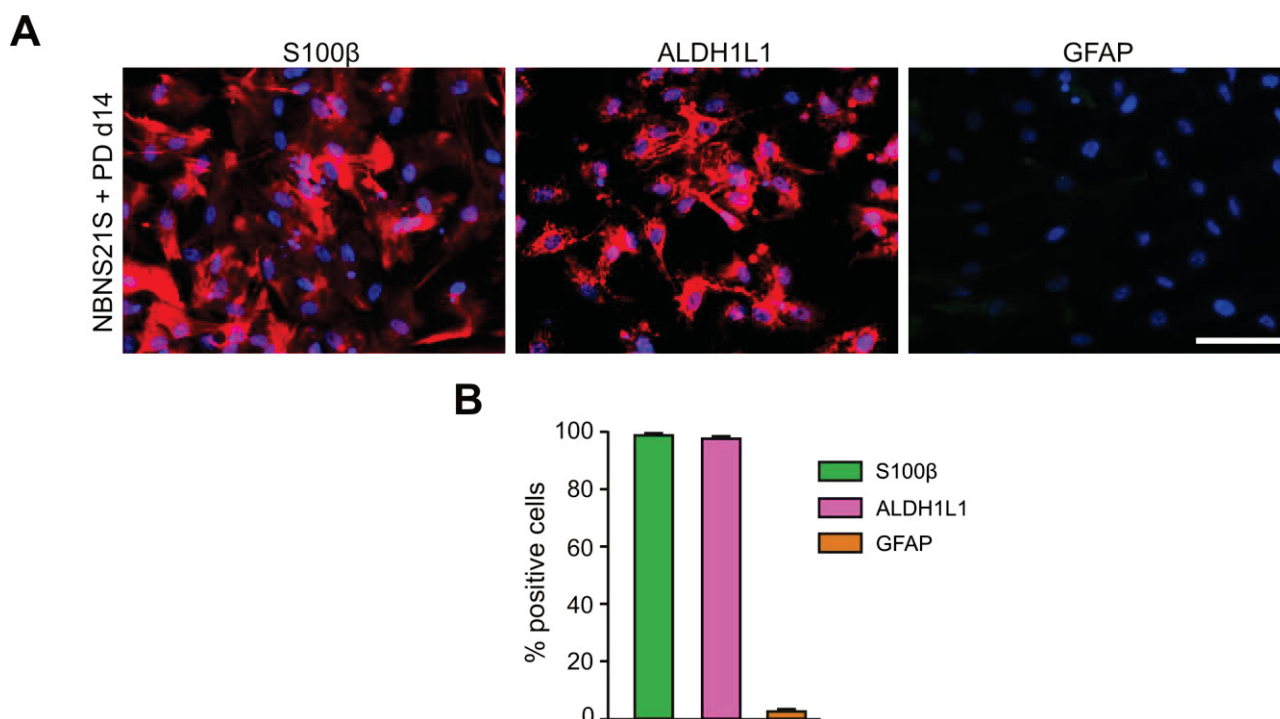 A
S100β
ALDH1L1
GFAP
NBNS21S + PD d14
B
% positive cells
100
80
60
40
20
0
S100β
ALDH1L1
GFAP